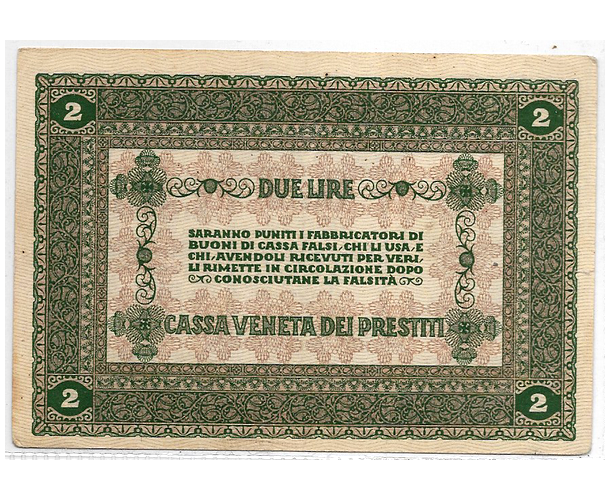 2 2
DUE LIRE
SARANNO PUNITI I FABBRICATORI DI
BUONI DI CASSA FALSI, CHI LI USA, E
CHI, AVENDOLI RICEVUTI PER VERI,
LI RIMETTE IN CIRCOLAZIONE DOPO
CONOSCIUTANE LA FALSITÀ
CASSA VENETA DEI PRESTITI
2 2